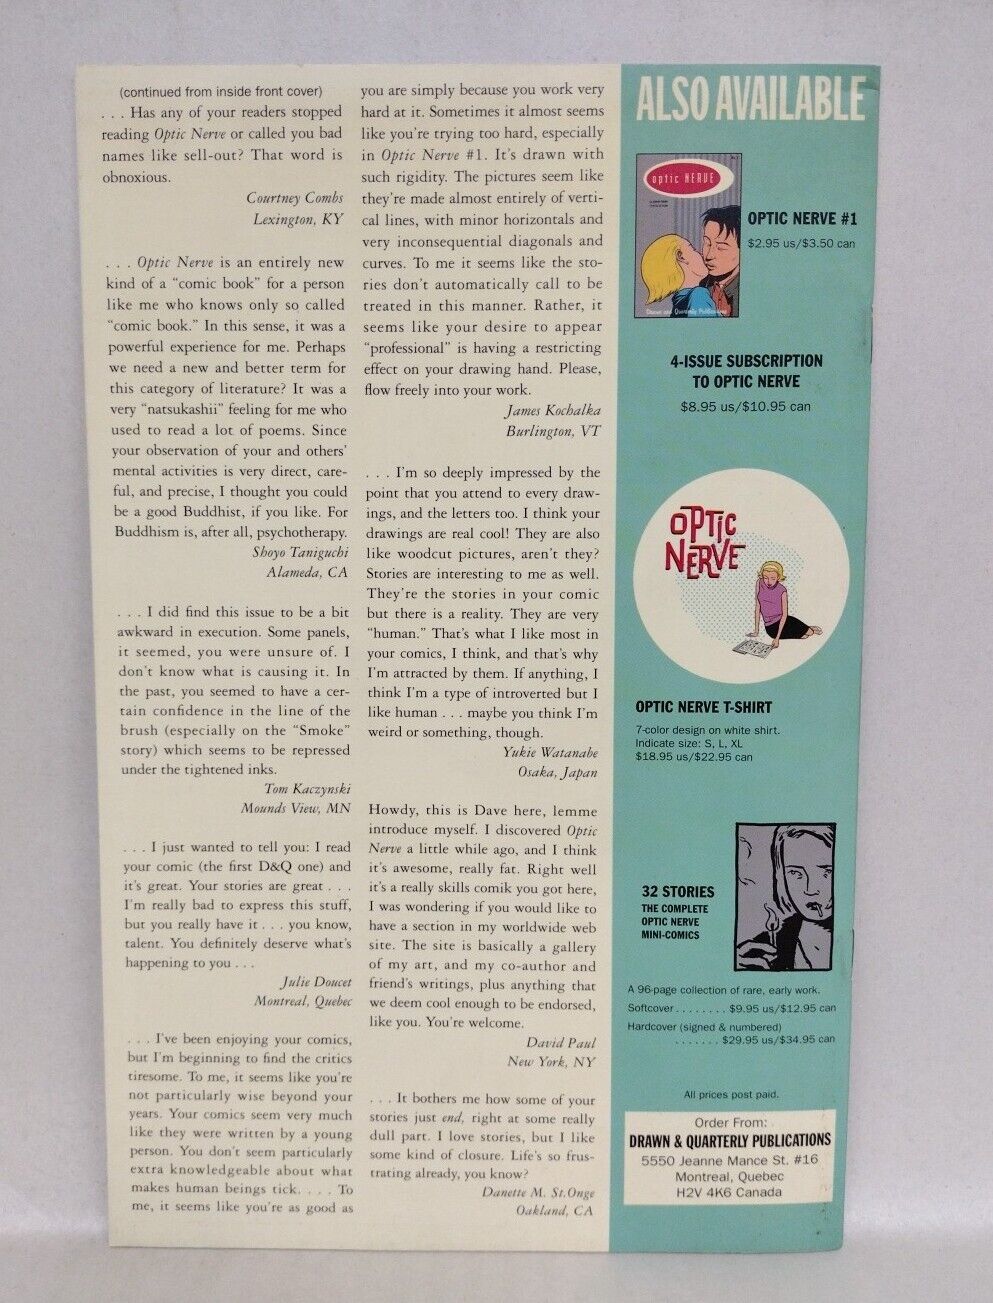 (continued from inside front cover)
. . . Has any of your readers stopped
reading Optic Nerve or called you bad
names like sell-out? That word is
obnoxious.
Courtney Combs
Lexington, KY
. . . Optic Nerve is an entirely new
kind of a "comic book" for a person
like me who knows only so called
"comic book." In this sense, it was a
powerful experience for me. Perhaps
we need a new and better term for
this category of literature? It was a
very "natsukashii" feeling for me who
used to read a lot of poems. Since
your observation of your and others'
mental activities is very direct, care-
ful, and precise, I thought you could
be a good Buddhist, if you like. For
Buddhism is, after all, psychotherapy.
Shoyo Taniguchi
Alameda, CA
. . . I did find this issue to be a bit
awkward in execution. Some panels,
it seemed, you were unsure of. I
don't know what is causing it. In
the past, you seemed to have a cer-
tain confidence in the line of the
brush (especially on the "Smoke"
story) which seems to be repressed
under the tightened inks.
Tom Kaczynski
Mounds View, MN
. . . I just wanted to tell you: I read
your comic (the first D&Q one) and
it's great. Your stories are great . . .
I'm really bad to express this stuff,
but you really have it . . . you know,
talent. You definitely deserve what's
happening to you . . .
Julie Doucet
Montreal, Quebec
. . . I've been enjoying your comics,
but I'm beginning to find the critics
tiresome. To me, it seems like you're
not particularly wise beyond your
years. Your comics seem very much
like they were written by a young
person. You don't seem particularly
extra knowledgeable about what
makes human beings tick. . . . To
me, it seems like you're as good as
you are simply because you work very
hard at it. Sometimes it almost seems
like you're trying too hard, especially
in Optic Nerve #1. It's drawn with
such rigidity. The pictures seem like
they're made almost entirely of verti-
cal lines, with minor horizontals and
very inconsequential diagonals and
curves. To me it seems like the sto-
ries don't automatically call to be
treated in this manner. Rather, it
seems like your desire to appear
"professional" is having a restricting
effect on your drawing hand. Please,
flow freely into your work.
James Kochalka
Burlington, VT
. . . I'm so deeply impressed by the
point that you attend to every draw-
ings, and the letters too. I think your
drawings are real cool! They are also
like woodcut pictures, aren't they?
Stories are interesting to me as well.
They're the stories in your comic
but there is a reality. They are very
"human." That's what I like most in
your comics, I think, and that's why
I'm attracted by them. If anything, I
think I'm a type of introverted but I
like human . . . maybe you think I'm
weird or something, though.
Yukie Watanabe
Osaka, Japan
Howdy, this is Dave here, lemme
introduce myself. I discovered Optic
Nerve a little while ago, and I think
it's awesome, really fat. Right well
it's a really skills comik you got here,
I was wondering if you would like to
have a section in my worldwide web
site. The site is basically a gallery
of my art, and my co-author and
friend's writings, plus anything that
we deem cool enough to be endorsed,
like you. You're welcome.
David Paul
New York, NY
. . . It bothers me how some of your
stories just end, right at some really
dull part. I love stories, but I like
some kind of closure. Life's so frus-
trating already, you know?
Danette M. St.Onge
Oakland, CA
ALSO AVAILABLE
optic NERVE
Drawn and Quarterly Publications
OPTIC NERVE #1
$2.95 us/$3.50 can
4-ISSUE SUBSCRIPTION
TO OPTIC NERVE
$8.95 us/$10.95 can
OPTIC
NERVE
OPTIC NERVE T-SHIRT
7-color design on white shirt.
Indicate size: S, L, XL
$18.95 us/$22.95 can
32 STORIES
THE COMPLETE
OPTIC NERVE
MINI-COMICS
A 96-page collection of rare, early work.
Softcover . . . . . . . . $9.95 us/$12.95 can
Hardcover (signed & numbered)
. . . . . . . $29.95 us/$34.95 can
All prices post paid.
Order From:
DRAWN & QUARTERLY PUBLICATIONS
5550 Jeanne Mance St. #16
Montreal, Quebec
H2V 4K6 Canada